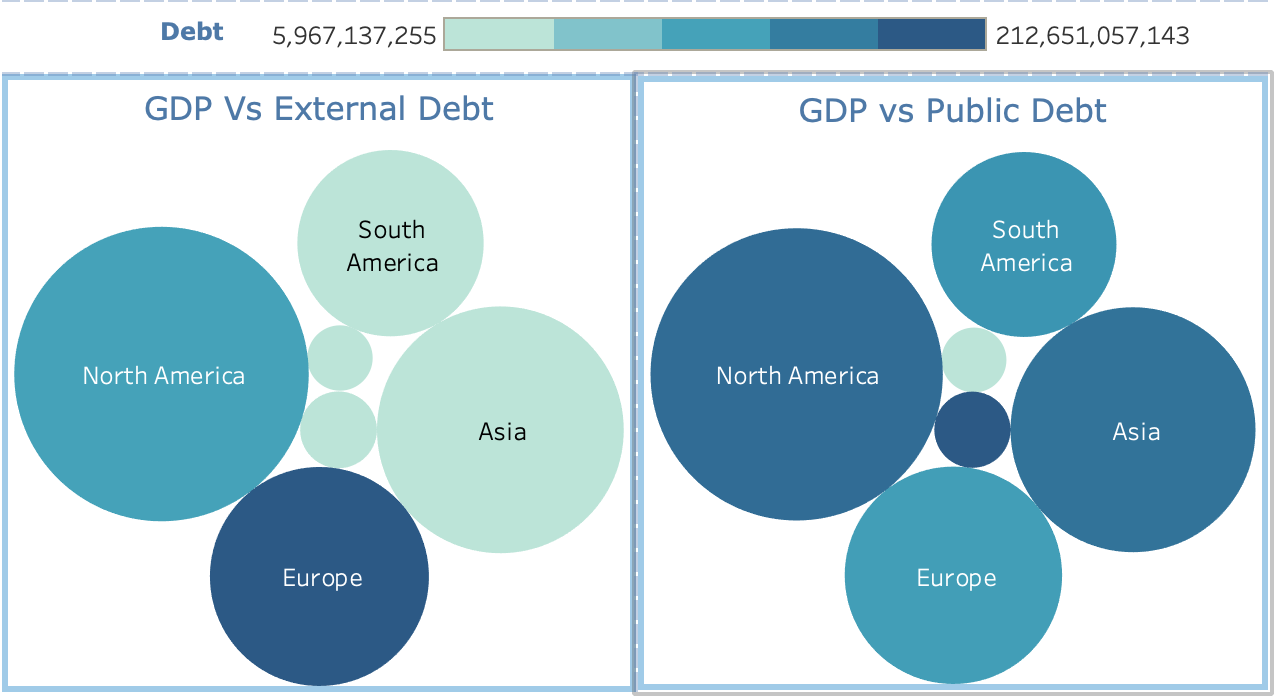 Debt 5,967,137,255 212,651,057,143
GDP Vs External Debt
South
America
North America
Asia
Europe
GDP vs Public Debt
South
America
North America
Asia
Europe